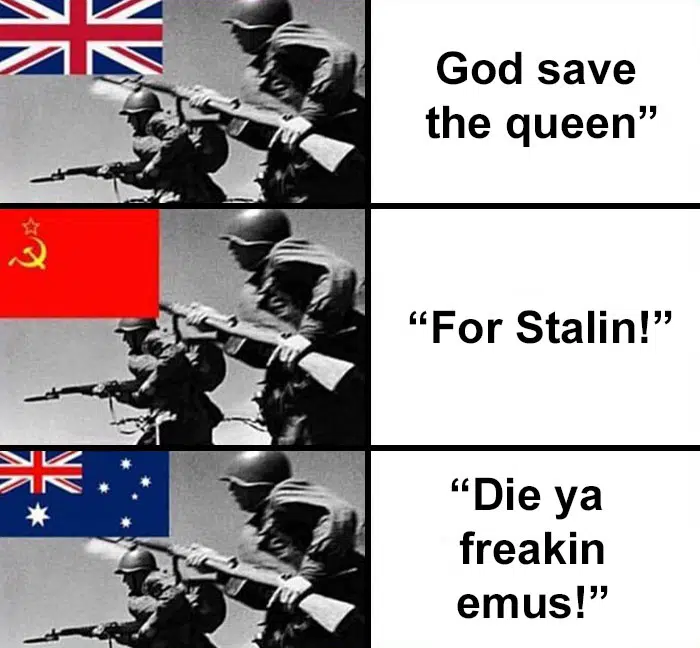 God save
the queen”
“For Stalin!”
“Die ya
freakin
emus!”